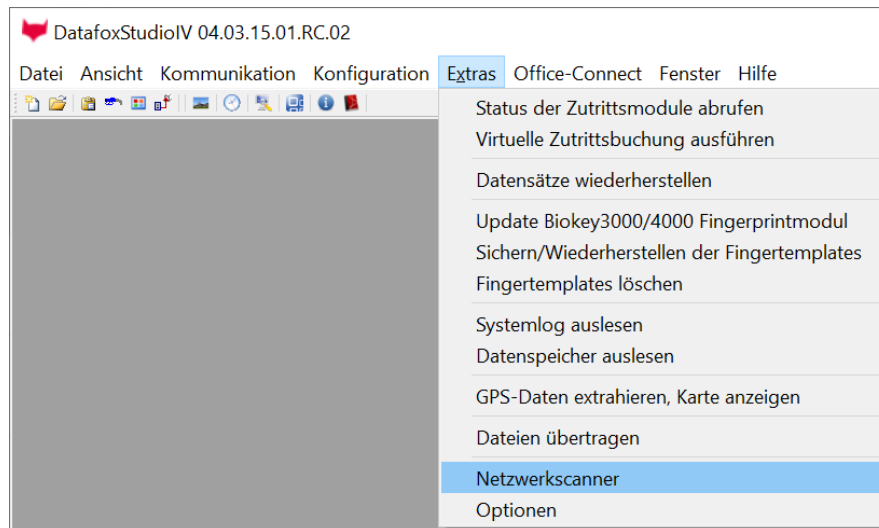 DatafoxStudioIV 04.03.15.01.RC.02
Datei Ansicht Kommunikation Konfiguration Extras Office-Connect Fenster Hilfe
Status der Zutrittsmodule abrufen
Virtuelle Zutrittsbuchung ausführen
Datensätze wiederherstellen
Update Biokey3000/4000 Fingerprintmodul
Sichern/Wiederherstellen der Fingertemplates
Fingertemplates löschen
Systemlog auslesen
Datenspeicher auslesen
GPS-Daten extrahieren, Karte anzeigen
Dateien übertragen
Netzwerkscanner
Optionen